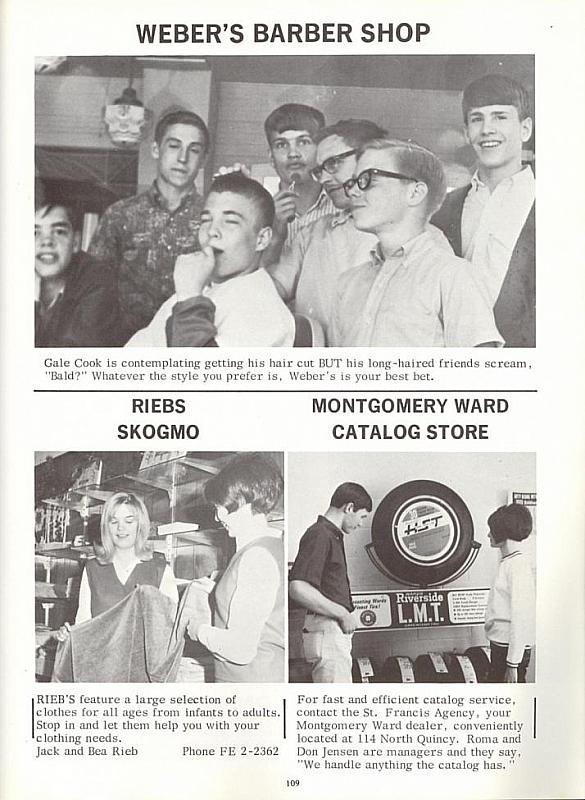 WEBER'S BARBER SHOP
Gale Cook is contemplating getting his hair cut BUT his long-haired friends scream,
"Bald?" Whatever the style you prefer is, Weber's is your best bet.
RIEBS
SKOGMO
MONTGOMERY WARD
CATALOG STORE
Riverside
L.M.T.
RIEB'S feature a large selection of
clothes for all ages from infants to adults.
Stop in and let them help you with your
clothing needs.
Jack and Bea Rieb Phone FE 2-2362
For fast and efficient catalog service,
contact the St. Francis Agency, your
Montgomery Ward dealer, conveniently
located at 114 North Quincy. Roma and
Don Jensen are managers and they say,
"We handle anything the catalog has."
109